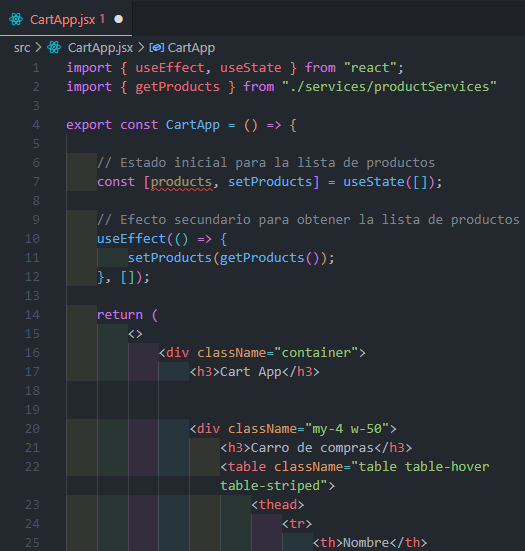 CartApp.jsx 1
src > CartApp.jsx > CartApp
1 import { useEffect, useState } from "react";
2 import { getProducts } from "./services/productServices"
3
4 export const CartApp = () => {
5
6 // Estado inicial para la lista de productos
7 const [products, setProducts] = useState([]);
8
9 // Efecto secundario para obtener la lista de productos
10 useEffect(() => {
11 setProducts(getProducts());
12 }, []);
13
14 return (
15 <>
16 <div className="container">
17 <h3>Cart App</h3>
18
19
20 <div className="my-4 w-50">
21 <h3>Carro de compras</h3>
22 <table className="table table-hover
table-striped">
23 <thead>
24 <tr>
25 <th>Nombre</th>